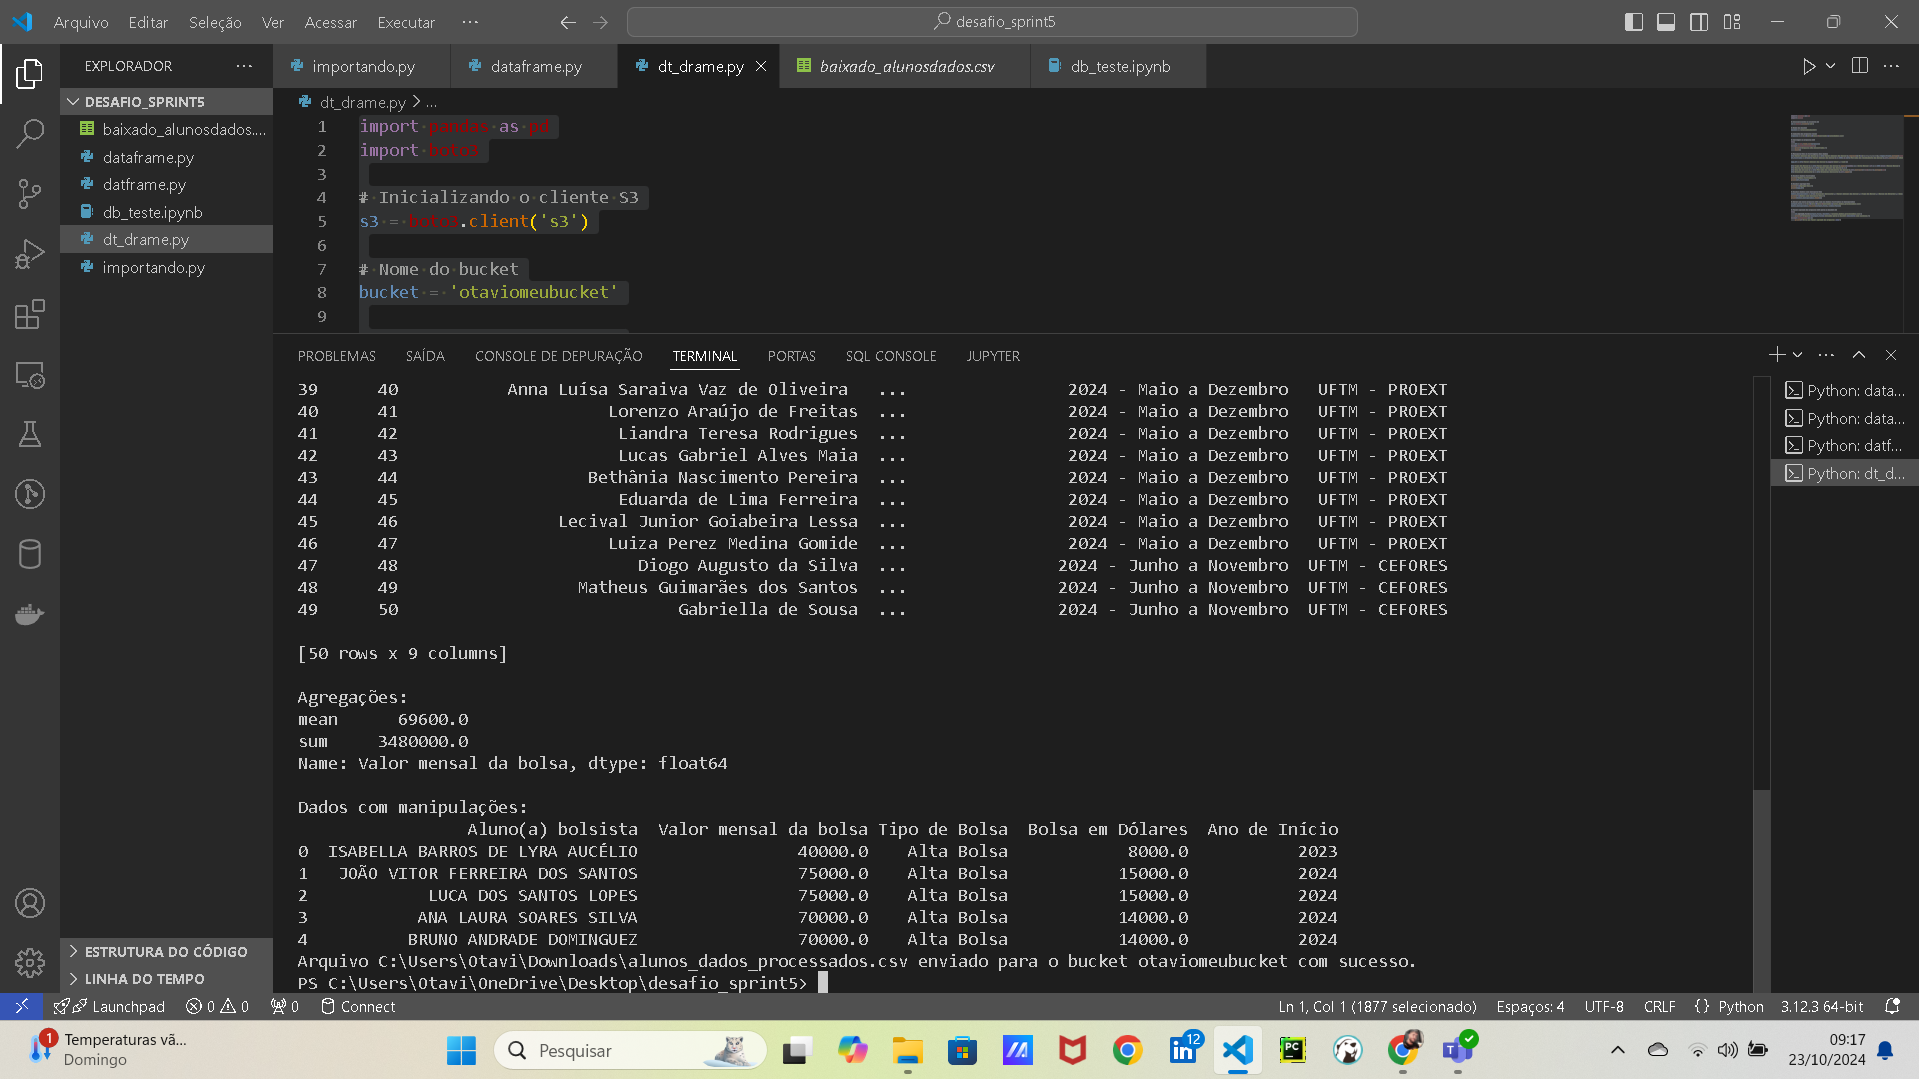 Arquivo Editar Seleção Ver Acessar Executar ...
desafio_sprint5
EXPLORADOR ...
importando.py
dataframe.py
dt_drame.py
baixado_alunosdados.csv
db_teste.ipynb
DESAFIO_SPRINT5
baixado_alunosdados....
dataframe.py
datframe.py
db_teste.ipynb
dt_drame.py
importando.py
dt_drame.py > ...
1 import pandas as pd
2 import boto3
3
4 # Inicializando o cliente S3
5 s3 = boto3.client('s3')
6
7 # Nome do bucket
8 bucket = 'otaviomeubucket'
9
PROBLEMAS SAÍDA CONSOLE DE DEPURAÇÃO TERMINAL PORTAS SQL CONSOLE JUPYTER
39 40 Anna Luísa Saraiva Vaz de Oliveira ... 2024 - Maio a Dezembro UFTM - PROEXT
40 41 Lorenzo Araújo de Freitas ... 2024 - Maio a Dezembro UFTM - PROEXT
41 42 Liandra Teresa Rodrigues ... 2024 - Maio a Dezembro UFTM - PROEXT
42 43 Lucas Gabriel Alves Maia ... 2024 - Maio a Dezembro UFTM - PROEXT
43 44 Bethânia Nascimento Pereira ... 2024 - Maio a Dezembro UFTM - PROEXT
44 45 Eduarda de Lima Ferreira ... 2024 - Maio a Dezembro UFTM - PROEXT
45 46 Lecival Junior Goiabeira Lessa ... 2024 - Maio a Dezembro UFTM - PROEXT
46 47 Luiza Perez Medina Gomide ... 2024 - Maio a Dezembro UFTM - PROEXT
47 48 Diogo Augusto da Silva ... 2024 - Junho a Novembro UFTM - CEFORES
48 49 Matheus Guimarães dos Santos ... 2024 - Junho a Novembro UFTM - CEFORES
49 50 Gabriella de Sousa ... 2024 - Junho a Novembro UFTM - CEFORES
[50 rows x 9 columns]
Agregações:
mean 69600.0
sum 3480000.0
Name: Valor mensal da bolsa, dtype: float64
Dados com manipulações:
Aluno(a) bolsista Valor mensal da bolsa Tipo de Bolsa Bolsa em Dólares Ano de Início
0 ISABELLA BARROS DE LYRA AUCÉLIO 40000.0 Alta Bolsa 8000.0 2023
1 JOÃO VITOR FERREIRA DOS SANTOS 75000.0 Alta Bolsa 15000.0 2024
2 LUCA DOS SANTOS LOPES 75000.0 Alta Bolsa 15000.0 2024
3 ANA LAURA SOARES SILVA 70000.0 Alta Bolsa 14000.0 2024
4 BRUNO ANDRADE DOMINGUEZ 70000.0 Alta Bolsa 14000.0 2024
Arquivo C:\Users\Otavi\Downloads\alunos_dados_processados.csv enviado para o bucket otaviomeubucket com sucesso.
PS C:\Users\Otavi\OneDrive\Desktop\desafio_sprint5>
Python: data...
Python: data...
Python: datf...
Python: dt_d...
ESTRUTURA DO CÓDIGO
LINHA DO TEMPO
Launchpad 0 0 0 Connect
Ln 1, Col 1 (1877 selecionado) Espaços: 4 UTF-8 CRLF {} Python 3.12.3 64-bit
1 Temperaturas vã...
Domingo
Pesquisar
12
PC
09:17
23/10/2024